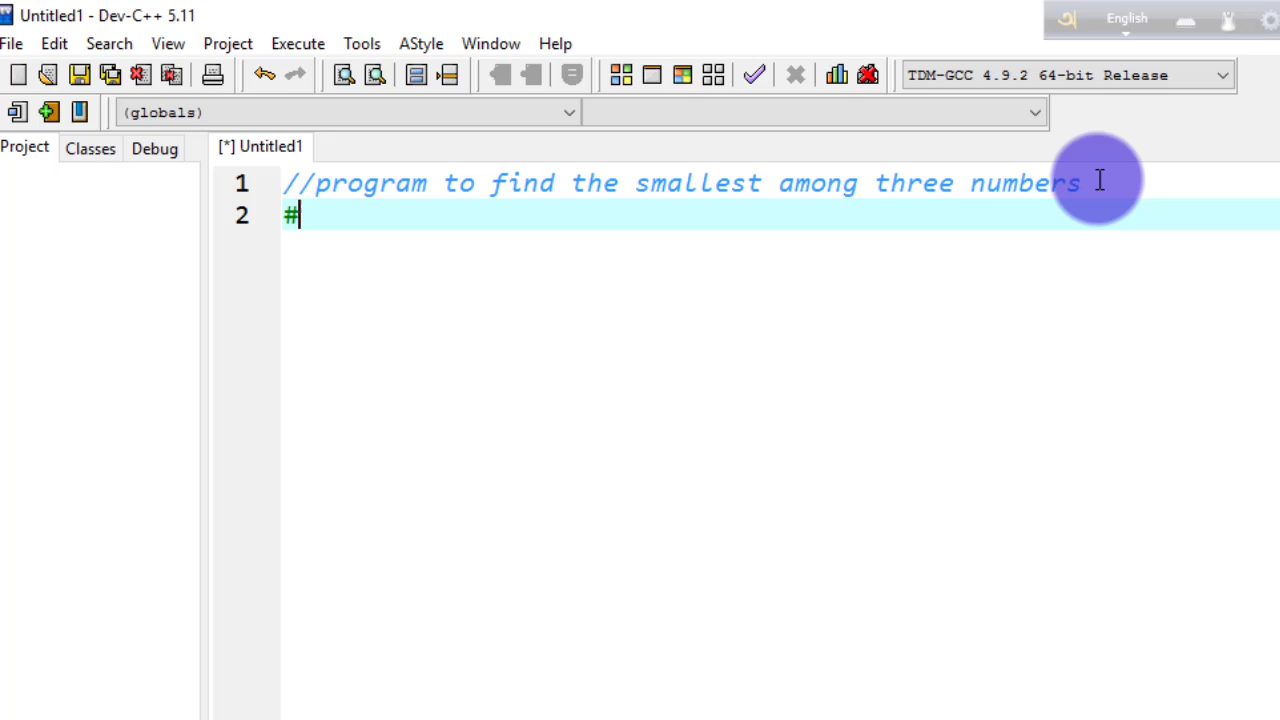 Untitled1 - Dev-C++ 5.11
English
File Edit Search View Project Execute Tools AStyle Window Help
TDM-GCC 4.9.2 64-bit Release
(globals)
Project Classes Debug [*] Untitled1
1 //program to find the smallest among three numbers
2 #